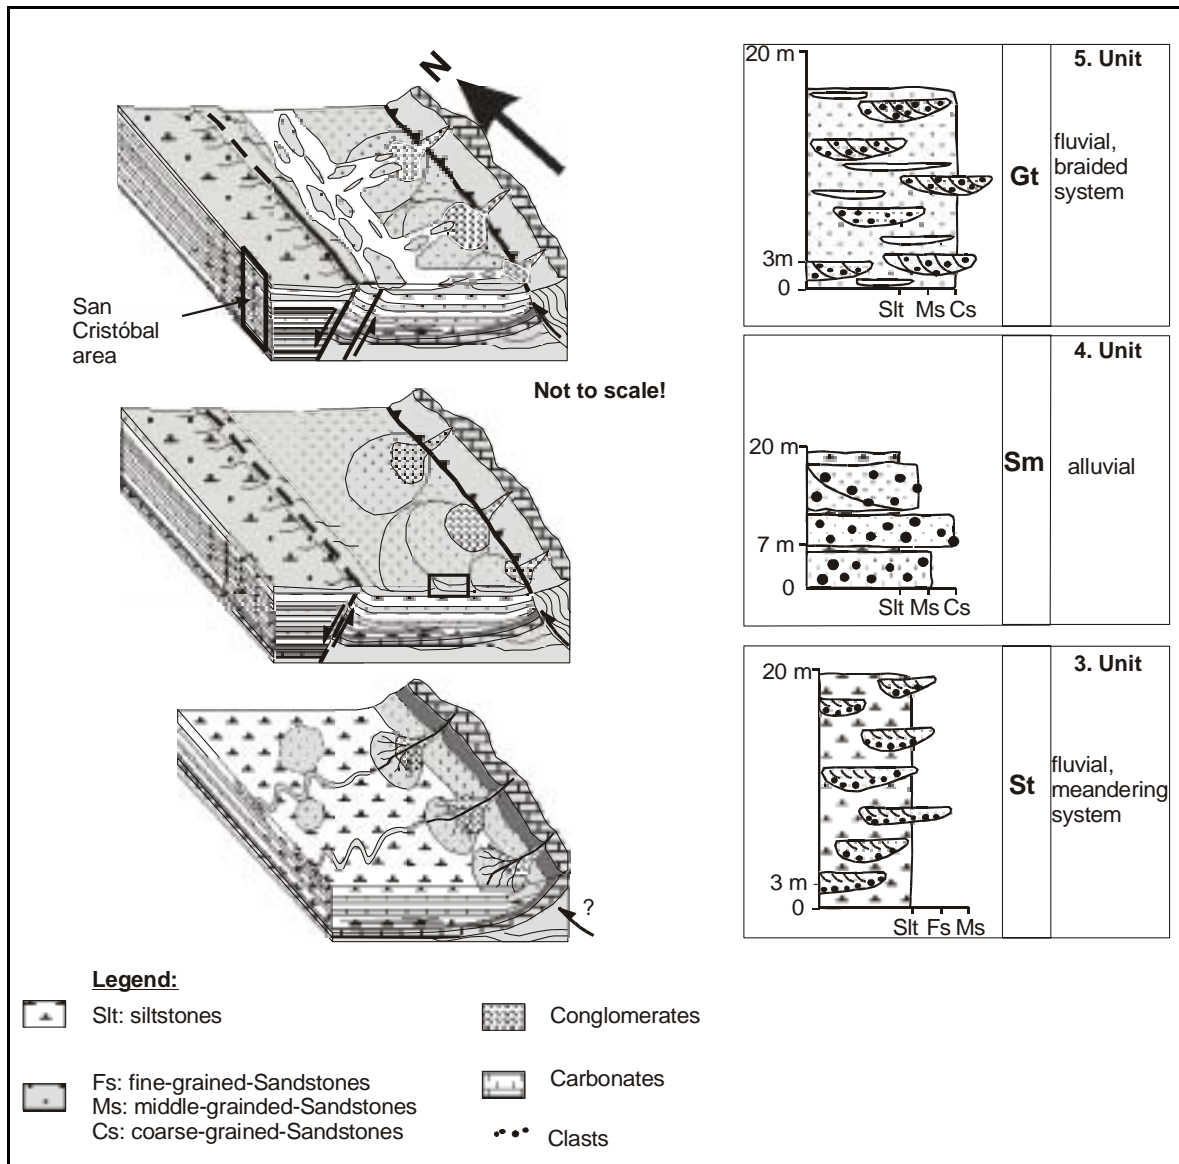 N
San
Cristóbal
area
Not to scale!
?
20 m
3m
0
Slt Ms Cs
Gt
5. Unit
fluvial,
braided
system
20 m
7 m
0
Slt Ms Cs
Sm
4. Unit
alluvial
20 m
3 m
0
Slt Fs Ms
St
3. Unit
fluvial,
meandering
system
Legend:
Slt: siltstones
Fs: fine-grained-Sandstones
Ms: middle-grainded-Sandstones
Cs: coarse-grained-Sandstones
Conglomerates
Carbonates
Clasts